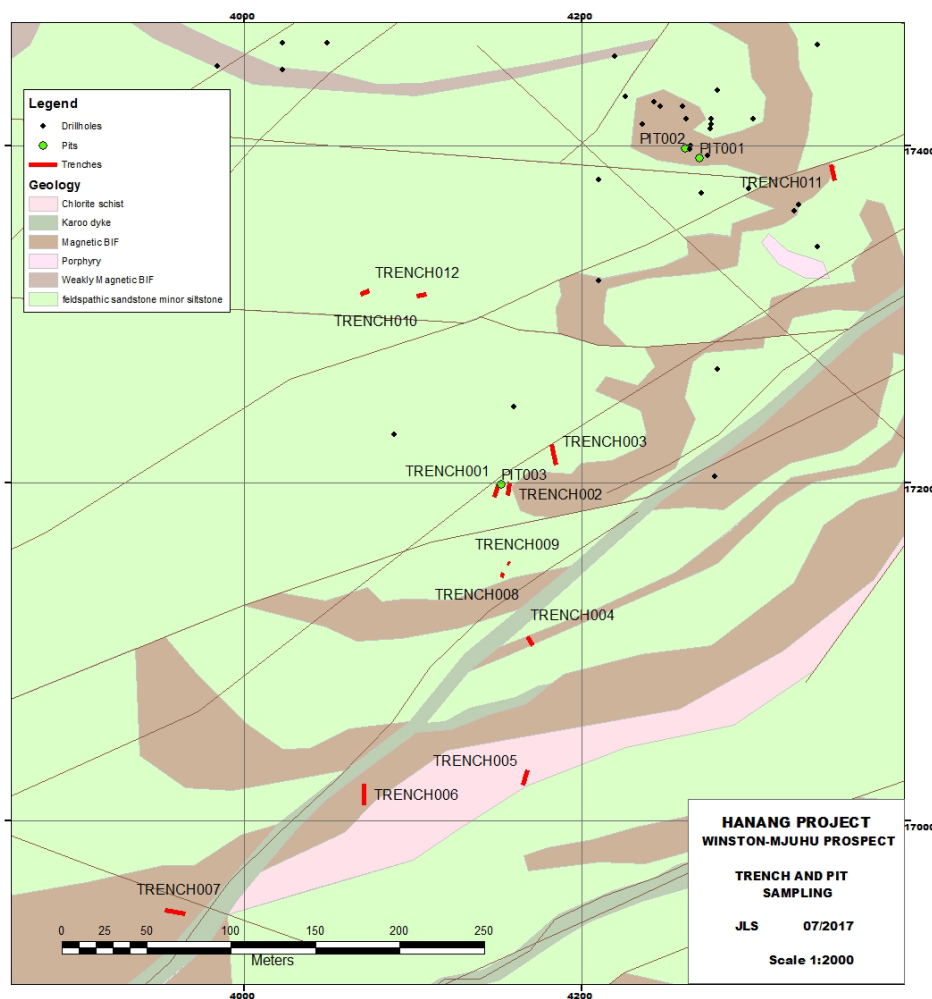 4000 4200
Legend
Drillholes
Pits
Trenches
Geology
Chlorite schist
Karoo dyke
Magnetic BIF
Porphyry
Weakly Magnetic BIF
feldspathic sandstone minor siltstone
PIT002
PIT001
17400
TRENCH011
TRENCH012
TRENCH010
TRENCH003
TRENCH001
PIT003
17200
TRENCH002
TRENCH009
TRENCH008
TRENCH004
TRENCH005
TRENCH006
17000
TRENCH007
HANANG PROJECT
WINSTON-MJUHU PROSPECT
TRENCH AND PIT
SAMPLING
JLS 07/2017
Scale 1:2000
0 25 50 100 150 200 250
Meters
4000 4200